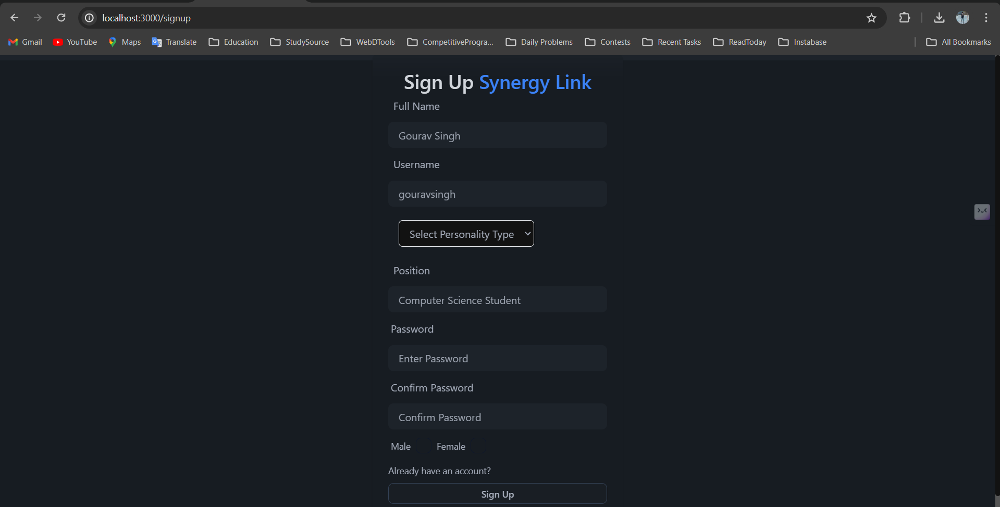 localhost:3000/signup
Gmail YouTube Maps Translate Education StudySource WebDTools CompetitiveProgra... Daily Problems Contests Recent Tasks ReadToday Instabase All Bookmarks
Sign Up Synergy Link
Full Name
Gourav Singh
Username
gouravsingh
Select Personality Type
Position
Computer Science Student
Password
Enter Password
Confirm Password
Confirm Password
Male Female
Already have an account?
Sign Up